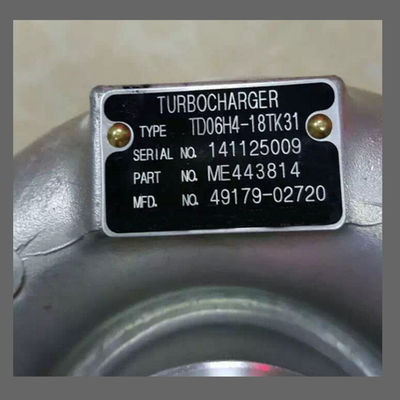 TURBOCHARGER
TYPE TD06H4-18TK31
SERIAL NO. 141125009
PART NO. ME443814
MFD. NO. 49179-02720